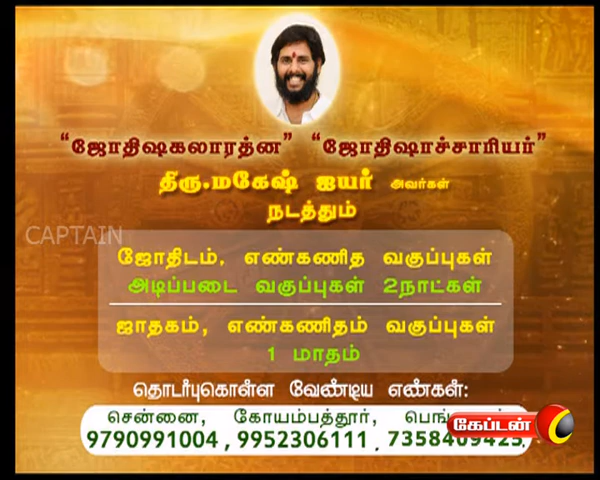 “ஜோதிஷகலாரத்ன” “ஜோதிஷாச்சாரியர்”
திரு.மகேஷ் ஐயர் அவர்கள்
நடத்தும்
CAPTAIN
ஜோதிடம், எண்கணித வகுப்புகள்
அடிப்படை வகுப்புகள் 2நாட்கள்
ஜாதகம், எண்கணிதம் வகுப்புகள்
1 மாதம்
தொடர்புகொள்ள வேண்டிய எண்கள்:
சென்னை, கோயம்பத்தூர்,
9790991004 , 9952306111 ,
கேப்டன்